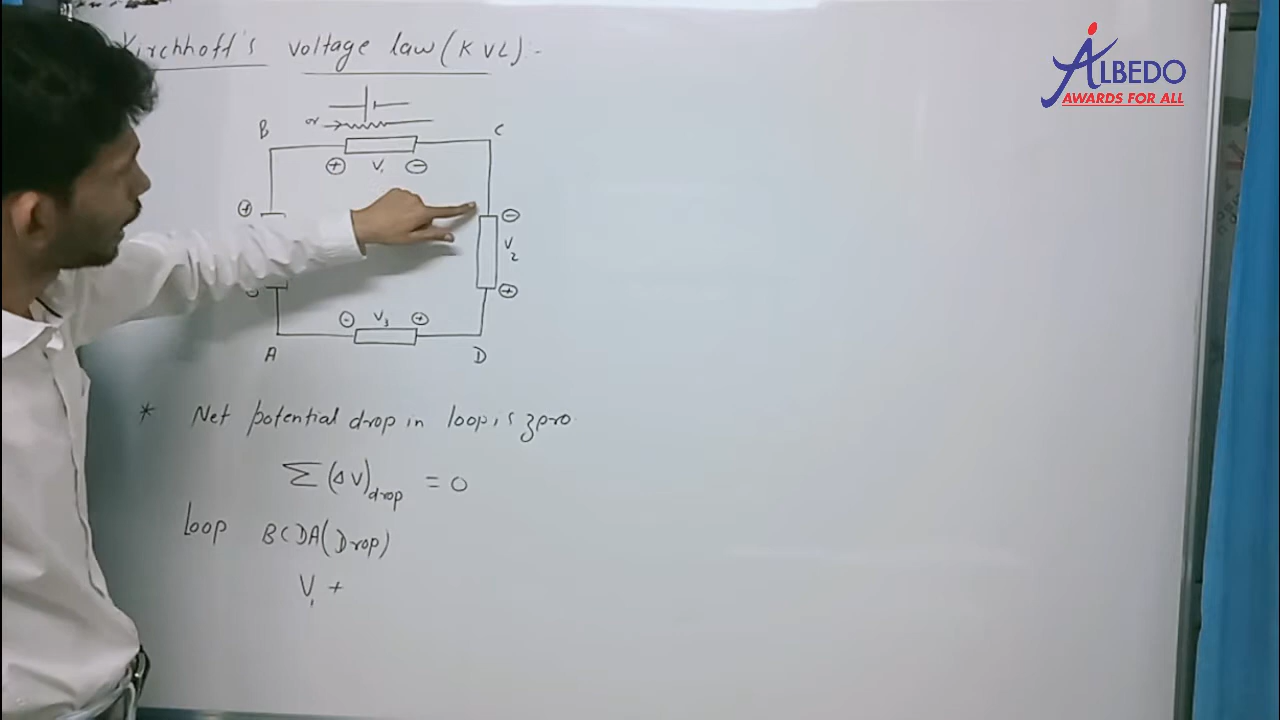 Kirchhoff's voltage law (KVL) -
ALBEDO
AWARDS FOR ALL
or
B
C
+ V1 -
+
-
V2
+
- V3 +
A
D
* Net potential drop in loop is zero.
Σ(ΔV)drop = 0
Loop BCDA(Drop)
V1 +